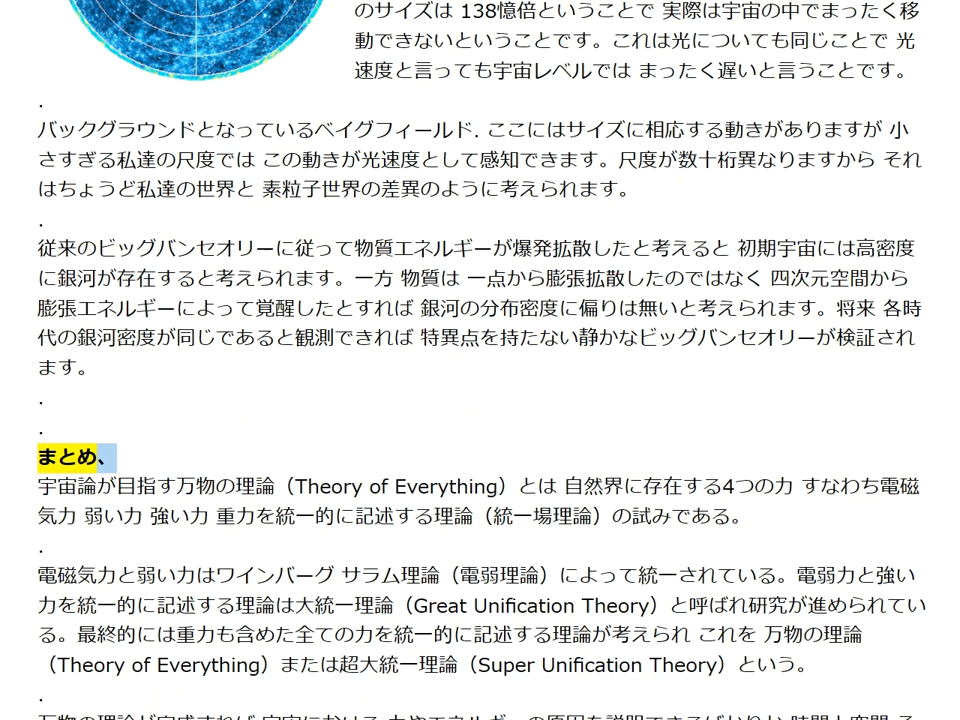 のサイズは 138憶倍ということで 実際は宇宙の中でまったく移
動できないということです。これは光についても同じことで 光
速度と言っても宇宙レベルでは まったく遅いと言うことです。
.
バックグラウンドとなっているベイグフィールド. ここにはサイズに相応する動きがありますが 小
さすぎる私達の尺度では この動きが光速度として感知できます。尺度が数十桁異なりますから それ
はちょうど私達の世界と 素粒子世界の差異のように考えられます。
.
従来のビッグバンセオリーに従って物質エネルギーが爆発拡散したと考えると 初期宇宙には高密度
に銀河が存在すると考えられます。一方 物質は 一点から膨張拡散したのではなく 四次元空間から
膨張エネルギーによって覚醒したとすれば 銀河の分布密度に偏りは無いと考えられます。将来 各時
代の銀河密度が同じであると観測できれば 特異点を持たない静かなビッグバンセオリーが検証され
ます。
.
.
まとめ、
宇宙論が目指す万物の理論（Theory of Everything）とは 自然界に存在する4つの力 すなわち電磁
気力 弱い力 強い力 重力を統一的に記述する理論（統一場理論）の試みである。
.
電磁気力と弱い力はワインバーグ サラム理論（電弱理論）によって統一されている。電弱力と強い
力を統一的に記述する理論は大統一理論（Great Unification Theory）と呼ばれ研究が進められてい
る。最終的には重力も含めた全ての力を統一的に記述する理論が考えられ これを 万物の理論
（Theory of Everything）または超大統一理論（Super Unification Theory）という。
.